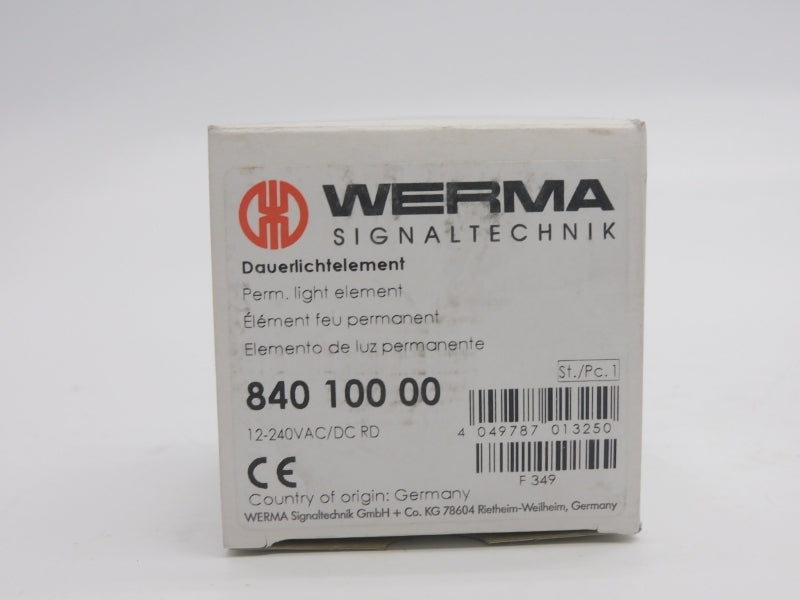 WERMA
SIGNALTECHNIK
Dauerlichtelement
Perm. light element
Élément feu permanent
Elemento de luz permanente
St./Pc. 1
840 100 00
12-240VAC/DC RD
4 049787 013250
F 349
CE
Country of origin: Germany
WERMA Signaltechnik GmbH + Co. KG 78604 Rietheim-Weilheim, Germany